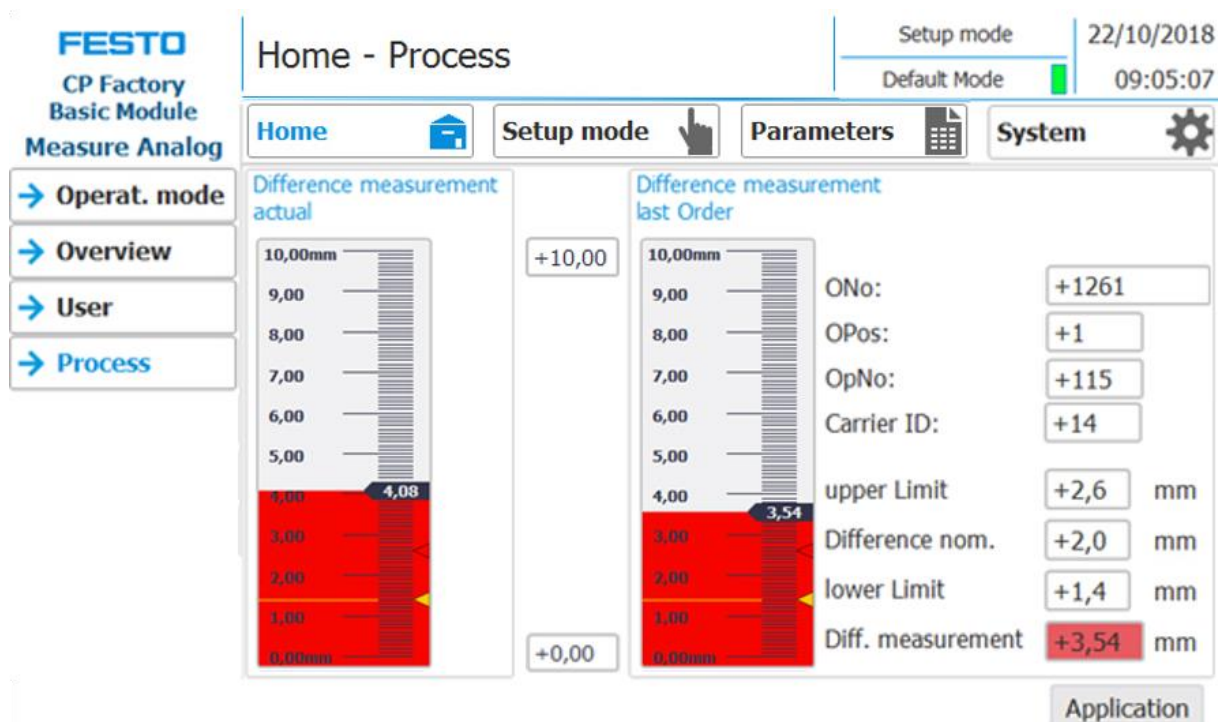 FESTO
CP Factory
Basic Module
Measure Analog
Home - Process
Setup mode
Default Mode
22/10/2018
09:05:07
Home
Setup mode
Parameters
System
Operat. mode
Overview
User
Process
Difference measurement
actual
10,00mm
9,00
8,00
7,00
6,00
5,00
4,00
4,08
3,00
2,00
1,00
0,00mm
+10,00
+0,00
Difference measurement
last Order
10,00mm
9,00
8,00
7,00
6,00
5,00
4,00
3,54
3,00
2,00
1,00
0,00mm
ONo: +1261
OPos: +1
OpNo: +115
Carrier ID: +14
upper Limit +2,6 mm
Difference nom. +2,0 mm
lower Limit +1,4 mm
Diff. measurement +3,54 mm
Application